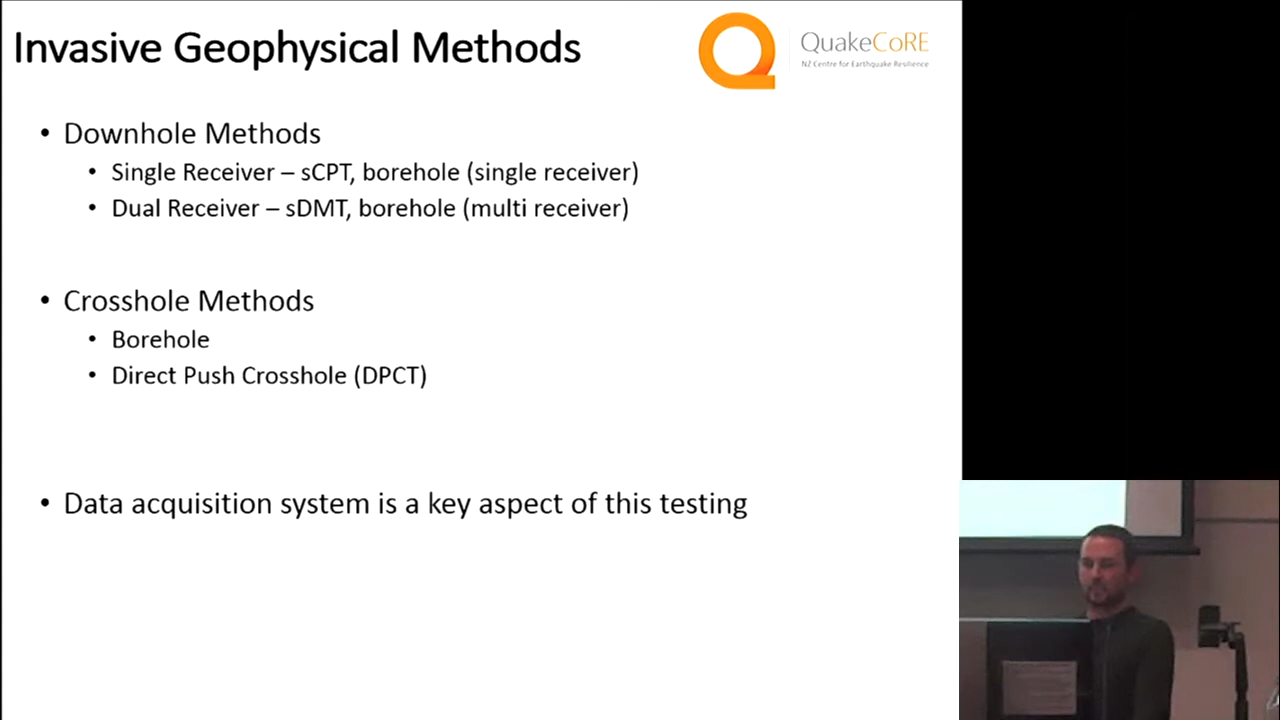 Invasive Geophysical Methods
QuakeCoRE
NZ Centre for Earthquake Resilience
• Downhole Methods
• Single Receiver – sCPT, borehole (single receiver)
• Dual Receiver – sDMT, borehole (multi receiver)
• Crosshole Methods
• Borehole
• Direct Push Crosshole (DPCT)
• Data acquisition system is a key aspect of this testing